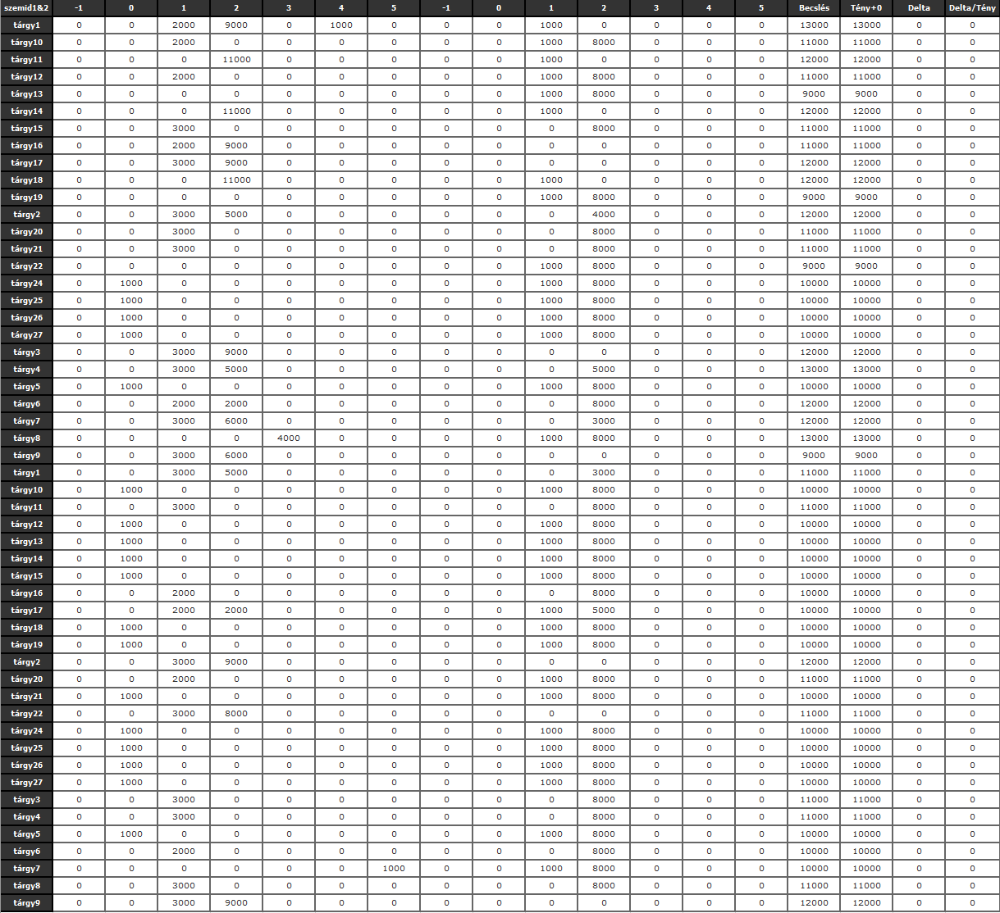 szemid1&2 -1 0 1 2 3 4 5 -1 0 1 2 3 4 5 Becslés Tény+0 Delta Delta/Tény
tárgy1 0 0 2000 9000 0 1000 0 0 0 1000 0 0 0 0 13000 13000 0 0
tárgy10 0 0 2000 0 0 0 0 0 0 1000 8000 0 0 0 11000 11000 0 0
tárgy11 0 0 0 11000 0 0 0 0 0 1000 0 0 0 0 12000 12000 0 0
tárgy12 0 0 2000 0 0 0 0 0 0 1000 8000 0 0 0 11000 11000 0 0
tárgy13 0 0 0 0 0 0 0 0 0 1000 8000 0 0 0 9000 9000 0 0
tárgy14 0 0 0 11000 0 0 0 0 0 1000 0 0 0 0 12000 12000 0 0
tárgy15 0 0 3000 0 0 0 0 0 0 0 8000 0 0 0 11000 11000 0 0
tárgy16 0 0 2000 9000 0 0 0 0 0 0 0 0 0 0 11000 11000 0 0
tárgy17 0 0 3000 9000 0 0 0 0 0 0 0 0 0 0 12000 12000 0 0
tárgy18 0 0 0 11000 0 0 0 0 0 1000 0 0 0 0 12000 12000 0 0
tárgy19 0 0 0 0 0 0 0 0 0 1000 8000 0 0 0 9000 9000 0 0
tárgy2 0 0 3000 5000 0 0 0 0 0 0 4000 0 0 0 12000 12000 0 0
tárgy20 0 0 3000 0 0 0 0 0 0 0 8000 0 0 0 11000 11000 0 0
tárgy21 0 0 3000 0 0 0 0 0 0 0 8000 0 0 0 11000 11000 0 0
tárgy22 0 0 0 0 0 0 0 0 0 1000 8000 0 0 0 9000 9000 0 0
tárgy24 0 1000 0 0 0 0 0 0 0 1000 8000 0 0 0 10000 10000 0 0
tárgy25 0 1000 0 0 0 0 0 0 0 1000 8000 0 0 0 10000 10000 0 0
tárgy26 0 1000 0 0 0 0 0 0 0 1000 8000 0 0 0 10000 10000 0 0
tárgy27 0 1000 0 0 0 0 0 0 0 1000 8000 0 0 0 10000 10000 0 0
tárgy3 0 0 3000 9000 0 0 0 0 0 0 0 0 0 0 12000 12000 0 0
tárgy4 0 0 3000 5000 0 0 0 0 0 0 5000 0 0 0 13000 13000 0 0
tárgy5 0 1000 0 0 0 0 0 0 0 1000 8000 0 0 0 10000 10000 0 0
tárgy6 0 0 2000 2000 0 0 0 0 0 0 8000 0 0 0 12000 12000 0 0
tárgy7 0 0 3000 6000 0 0 0 0 0 0 3000 0 0 0 12000 12000 0 0
tárgy8 0 0 0 0 4000 0 0 0 0 1000 8000 0 0 0 13000 13000 0 0
tárgy9 0 0 3000 6000 0 0 0 0 0 0 0 0 0 0 9000 9000 0 0
tárgy1 0 0 3000 5000 0 0 0 0 0 0 3000 0 0 0 11000 11000 0 0
tárgy10 0 1000 0 0 0 0 0 0 0 1000 8000 0 0 0 10000 10000 0 0
tárgy11 0 0 3000 0 0 0 0 0 0 0 8000 0 0 0 11000 11000 0 0
tárgy12 0 1000 0 0 0 0 0 0 0 1000 8000 0 0 0 10000 10000 0 0
tárgy13 0 1000 0 0 0 0 0 0 0 1000 8000 0 0 0 10000 10000 0 0
tárgy14 0 1000 0 0 0 0 0 0 0 1000 8000 0 0 0 10000 10000 0 0
tárgy15 0 1000 0 0 0 0 0 0 0 1000 8000 0 0 0 10000 10000 0 0
tárgy16 0 0 2000 0 0 0 0 0 0 0 8000 0 0 0 10000 10000 0 0
tárgy17 0 0 2000 2000 0 0 0 0 0 1000 5000 0 0 0 10000 10000 0 0
tárgy18 0 1000 0 0 0 0 0 0 0 1000 8000 0 0 0 10000 10000 0 0
tárgy19 0 1000 0 0 0 0 0 0 0 1000 8000 0 0 0 10000 10000 0 0
tárgy2 0 0 3000 9000 0 0 0 0 0 0 0 0 0 0 12000 12000 0 0
tárgy20 0 0 2000 0 0 0 0 0 0 1000 8000 0 0 0 11000 11000 0 0
tárgy21 0 1000 0 0 0 0 0 0 0 1000 8000 0 0 0 10000 10000 0 0
tárgy22 0 0 3000 8000 0 0 0 0 0 0 0 0 0 0 11000 11000 0 0
tárgy24 0 1000 0 0 0 0 0 0 0 1000 8000 0 0 0 10000 10000 0 0
tárgy25 0 1000 0 0 0 0 0 0 0 1000 8000 0 0 0 10000 10000 0 0
tárgy26 0 1000 0 0 0 0 0 0 0 1000 8000 0 0 0 10000 10000 0 0
tárgy27 0 1000 0 0 0 0 0 0 0 1000 8000 0 0 0 10000 10000 0 0
tárgy3 0 0 3000 0 0 0 0 0 0 0 8000 0 0 0 11000 11000 0 0
tárgy4 0 0 3000 0 0 0 0 0 0 0 8000 0 0 0 11000 11000 0 0
tárgy5 0 1000 0 0 0 0 0 0 0 1000 8000 0 0 0 10000 10000 0 0
tárgy6 0 0 2000 0 0 0 0 0 0 0 8000 0 0 0 10000 10000 0 0
tárgy7 0 0 0 0 0 0 1000 0 0 1000 8000 0 0 0 10000 10000 0 0
tárgy8 0 0 3000 0 0 0 0 0 0 0 8000 0 0 0 11000 11000 0 0
tárgy9 0 0 3000 9000 0 0 0 0 0 0 0 0 0 0 12000 12000 0 0